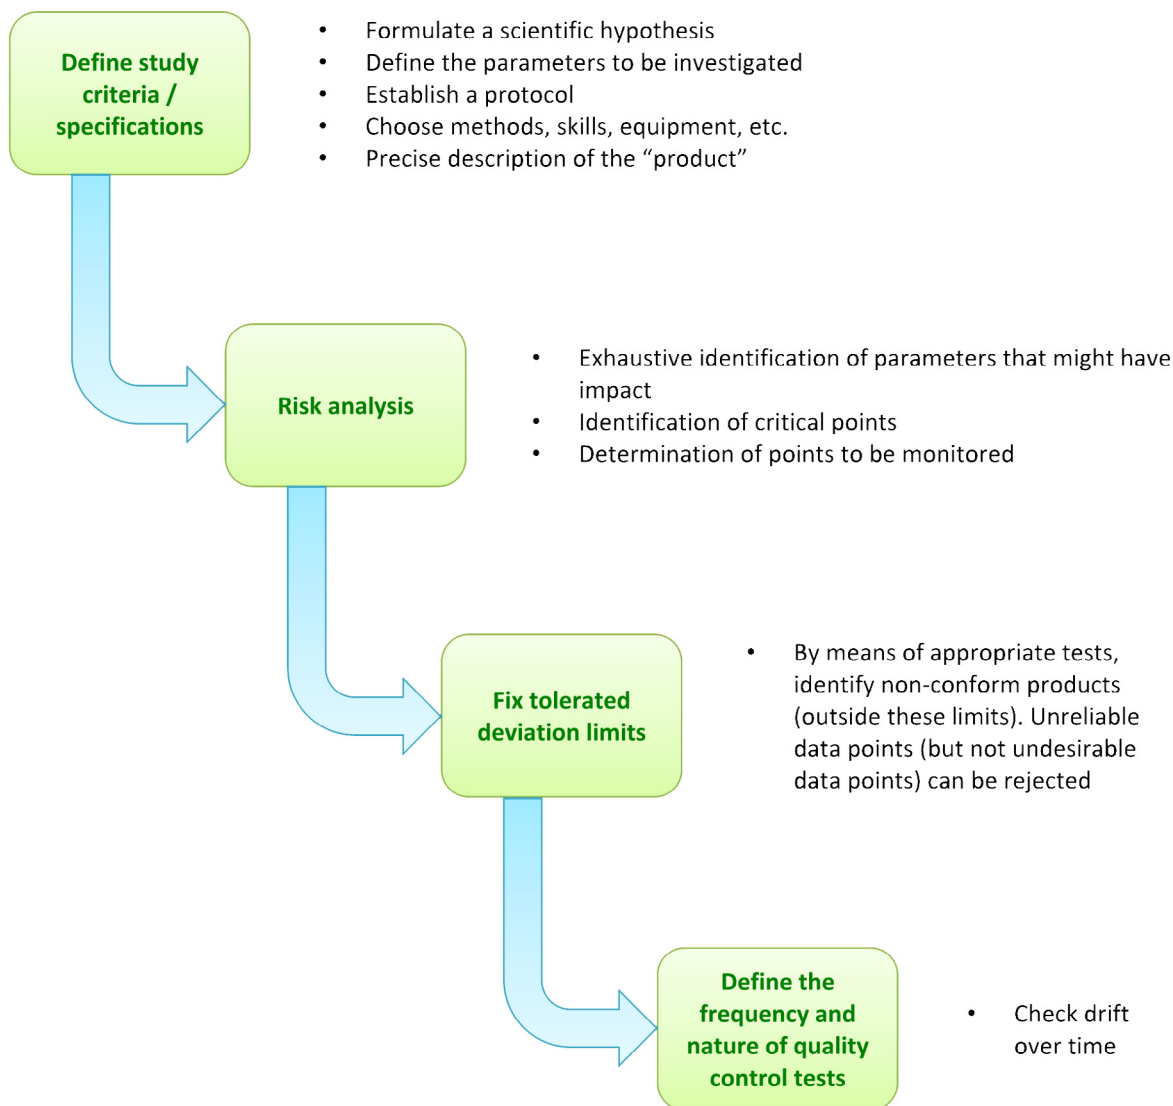 Define study
criteria /
specifications
• Formulate a scientific hypothesis
• Define the parameters to be investigated
• Establish a protocol
• Choose methods, skills, equipment, etc.
• Precise description of the “product”
Risk analysis
• Exhaustive identification of parameters that might have
impact
• Identification of critical points
• Determination of points to be monitored
Fix tolerated
deviation limits
• By means of appropriate tests,
identify non-conform products
(outside these limits). Unreliable
data points (but not undesirable
data points) can be rejected
Define the
frequency and
nature of quality
control tests
• Check drift
over time